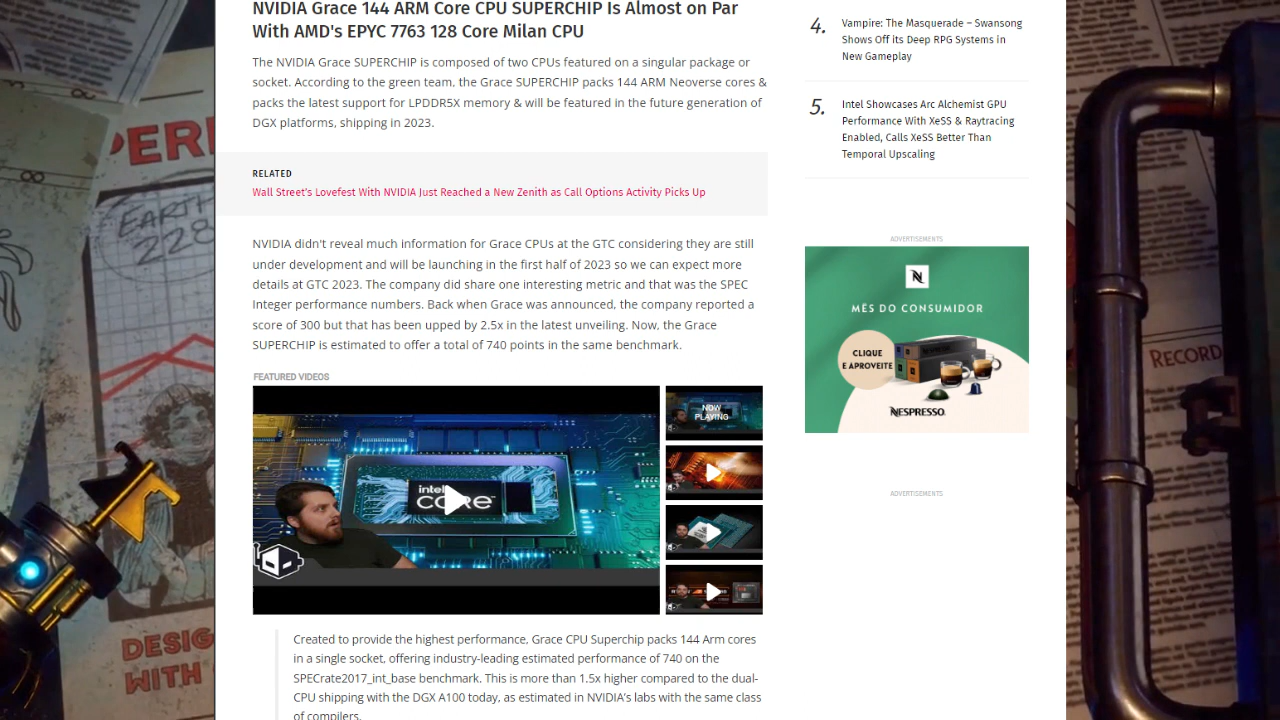 NVIDIA Grace 144 ARM Core CPU SUPERCHIP Is Almost on Par
With AMD's EPYC 7763 128 Core Milan CPU
The NVIDIA Grace SUPERCHIP is composed of two CPUs featured on a singular package or
socket. According to the green team, the Grace SUPERCHIP packs 144 ARM Neoverse cores &
packs the latest support for LPDDR5X memory & will be featured in the future generation of
DGX platforms, shipping in 2023.
RELATED
Wall Street's Lovefest With NVIDIA Just Reached a New Zenith as Call Options Activity Picks Up
NVIDIA didn't reveal much information for Grace CPUs at the GTC considering they are still
under development and will be launching in the first half of 2023 so we can expect more
details at GTC 2023. The company did share one interesting metric and that was the SPEC
Integer performance numbers. Back when Grace was announced, the company reported a
score of 300 but that has been upped by 2.5x in the latest unveiling. Now, the Grace
SUPERCHIP is estimated to offer a total of 740 points in the same benchmark.
FEATURED VIDEOS
intel
CORE™
NOW
PLAYING
Created to provide the highest performance, Grace CPU Superchip packs 144 Arm cores
in a single socket, offering industry-leading estimated performance of 740 on the
SPECrate2017_int_base benchmark. This is more than 1.5x higher compared to the dual-
CPU shipping with the DGX A100 today, as estimated in NVIDIA's labs with the same class
of compilers.
4.
Vampire: The Masquerade – Swansong
Shows Off its Deep RPG Systems in
New Gameplay
5.
Intel Showcases Arc Alchemist GPU
Performance With XeSS & Raytracing
Enabled, Calls XeSS Better Than
Temporal Upscaling
ADVERTISEMENTS
N
MÊS DO CONSUMIDOR
CLIQUE
E APROVEITE
NESPRESSO
ADVERTISEMENTS
EARTH
28
DESIG
WITH
RECORD